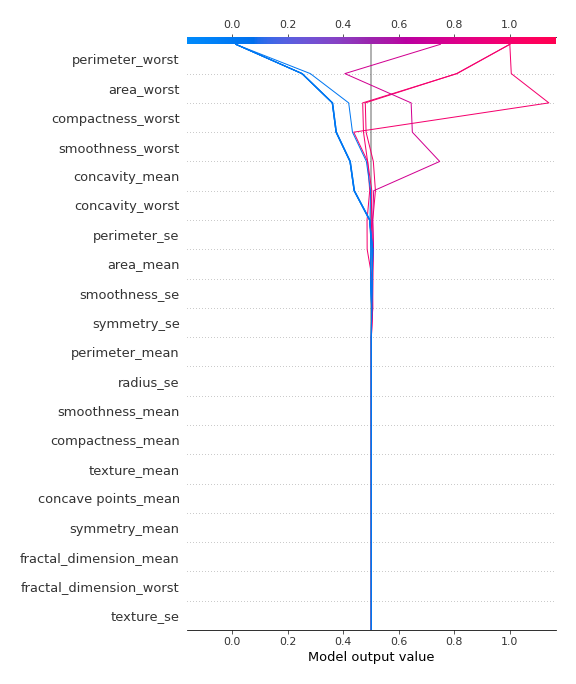 0.0 0.2 0.4 0.6 0.8 1.0
perimeter_worst
area_worst
compactness_worst
smoothness_worst
concavity_mean
concavity_worst
perimeter_se
area_mean
smoothness_se
symmetry_se
perimeter_mean
radius_se
smoothness_mean
compactness_mean
texture_mean
concave points_mean
symmetry_mean
fractal_dimension_mean
fractal_dimension_worst
texture_se
0.0 0.2 0.4 0.6 0.8 1.0
Model output value